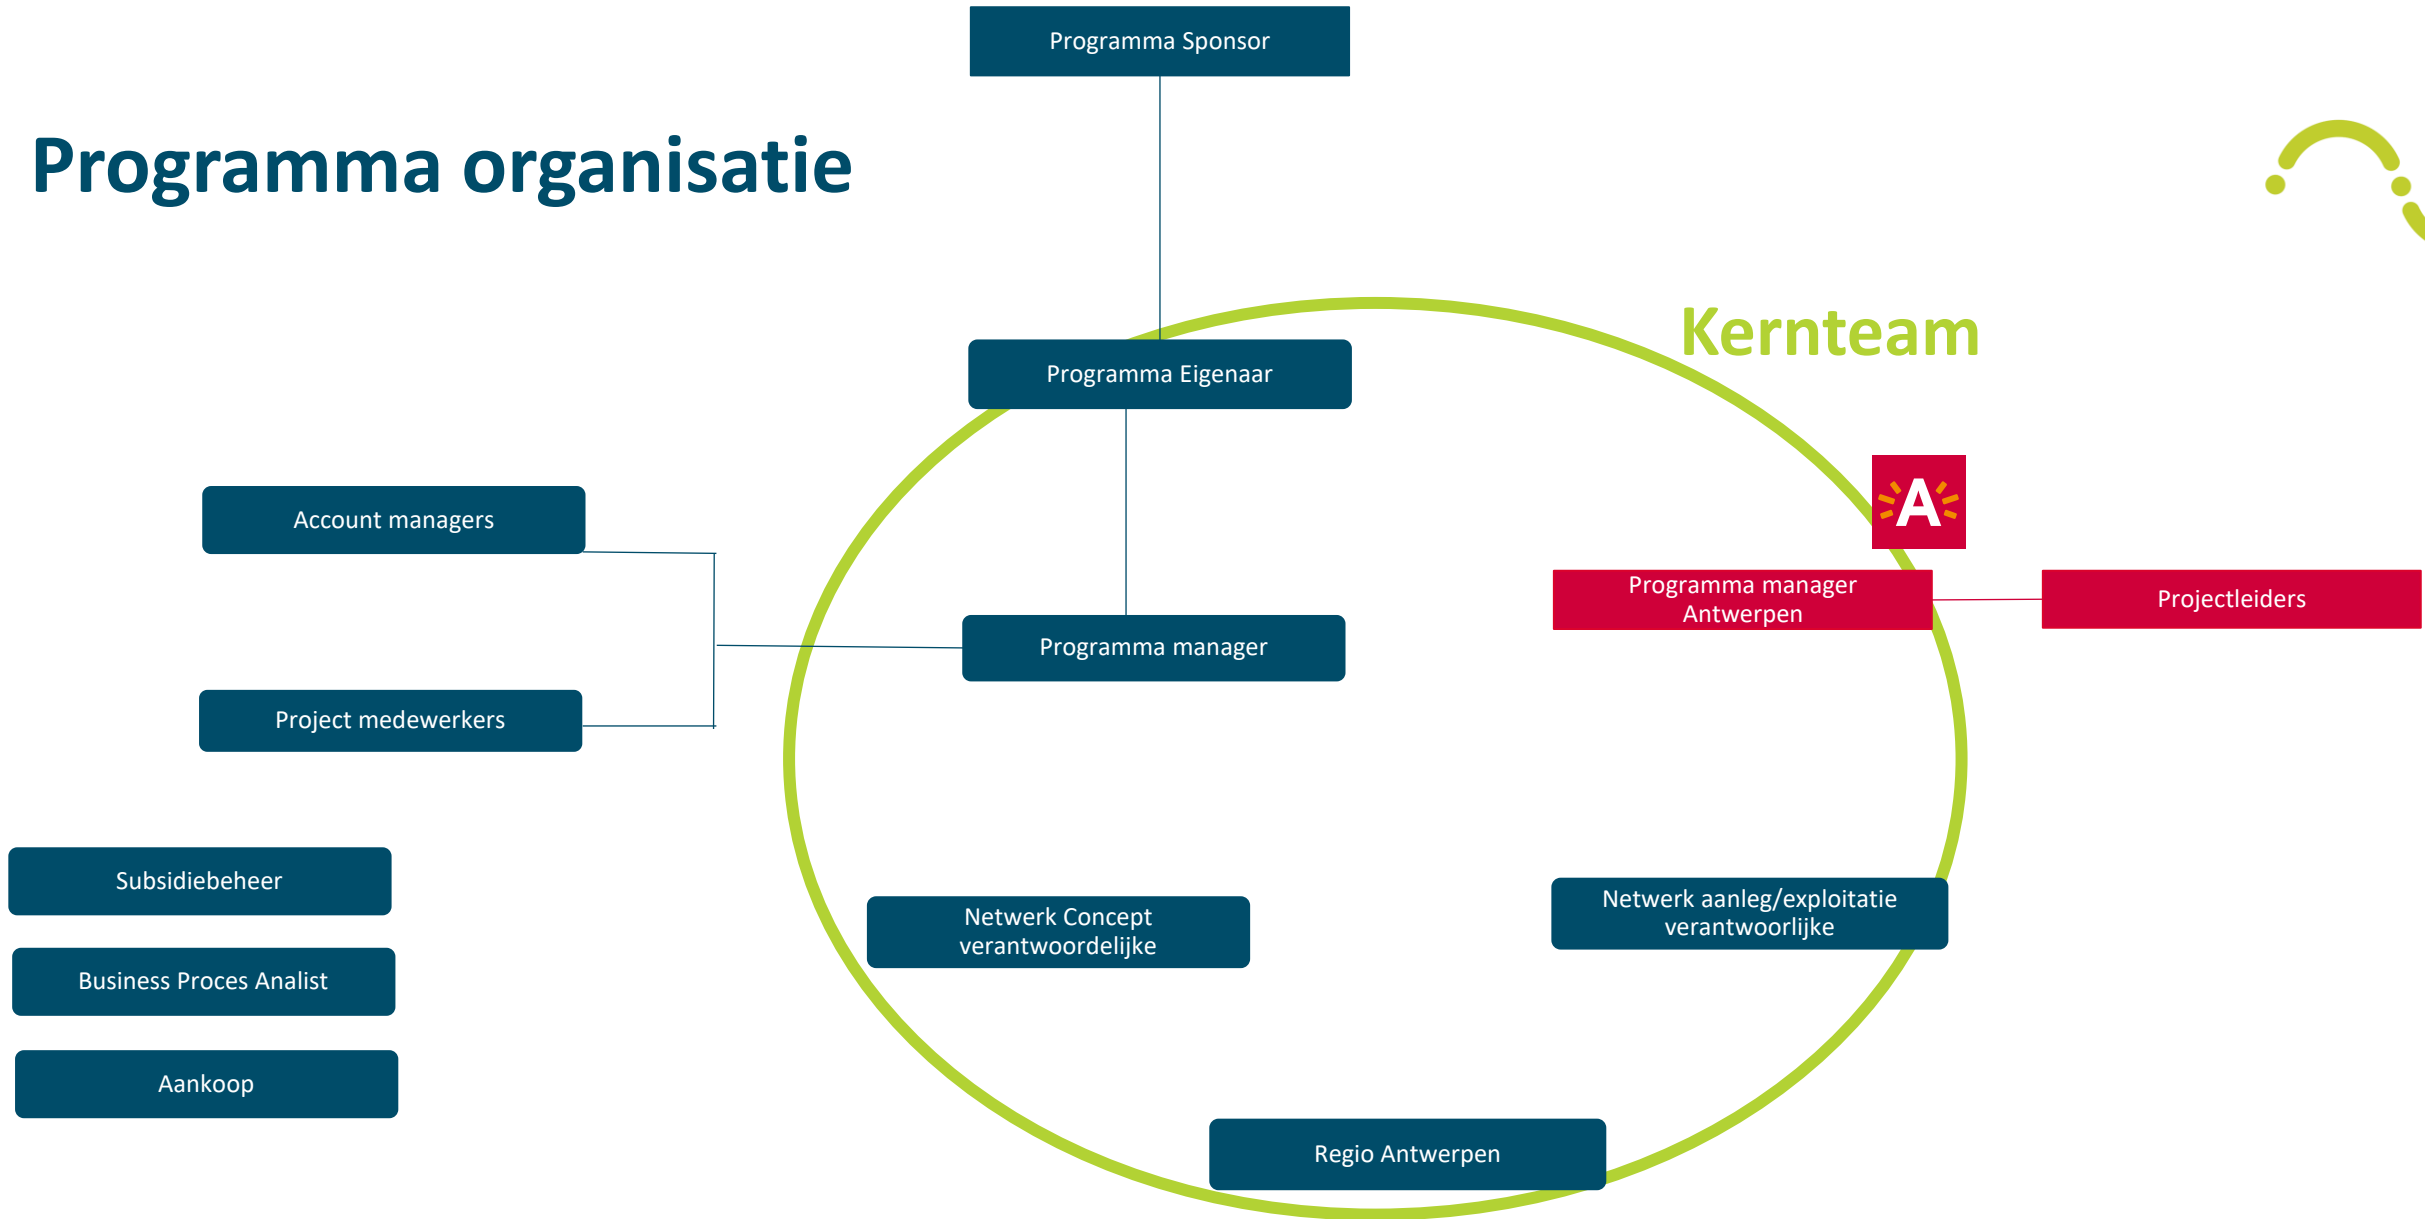 Programma Sponsor
Programma organisatie
Kernteam
Programma Eigenaar
A
Account managers
Programma manager
Antwerpen
Projectleiders
Programma manager
Project medewerkers
Subsidiebeheer
Netwerk Concept
verantwoordelijke
Netwerk aanleg/exploitatie
verantwoorlijke
Business Proces Analist
Aankoop
Regio Antwerpen